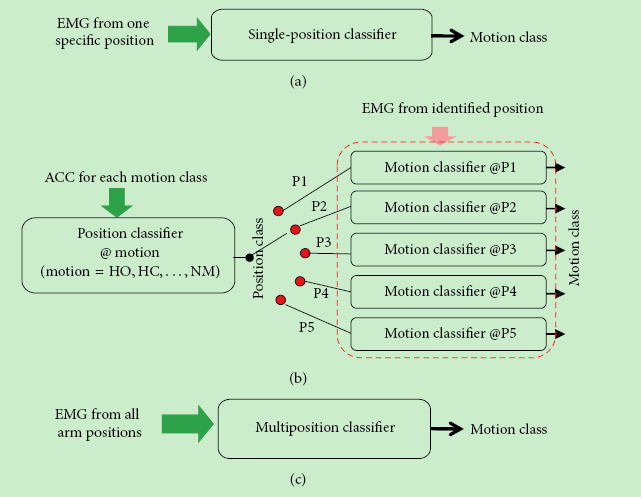 EMG from one
specific position
Single-position classifier
Motion class
(a)
EMG from identified position
ACC for each motion class
Position classifier
@ motion
(motion = HO, HC, . . . , NM)
Position class
P1
P2
P3
P4
P5
Motion classifier @P1
Motion classifier @P2
Motion classifier @P3
Motion classifier @P4
Motion classifier @P5
Motion class
(b)
EMG from all
arm positions
Multiposition classifier
Motion class
(c)